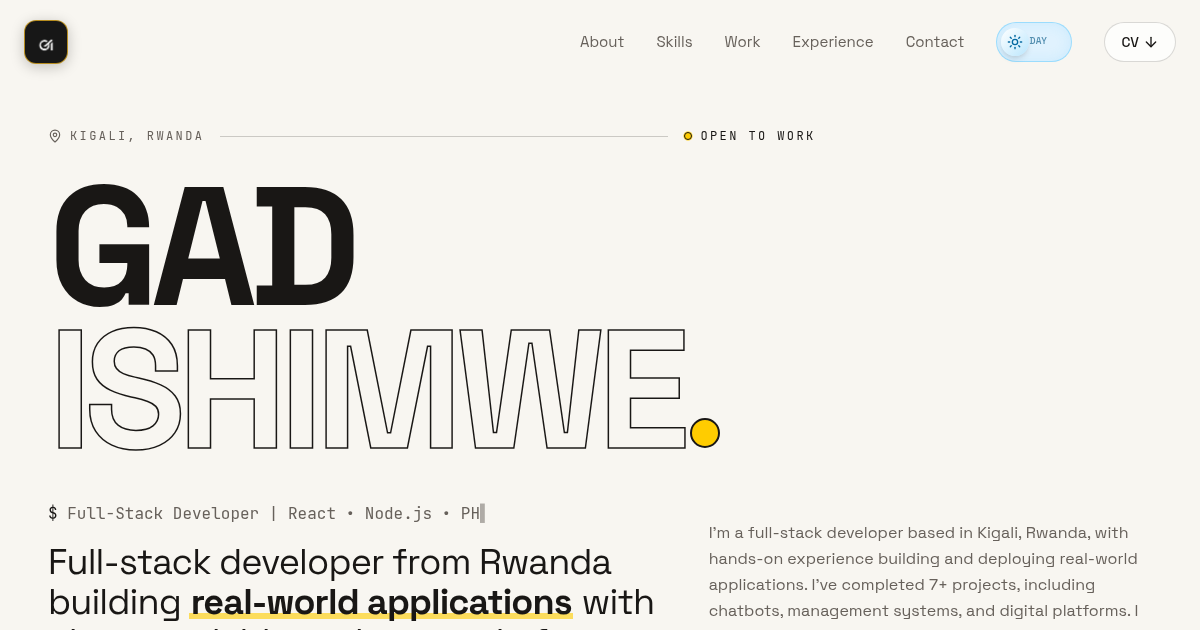 GI
About
Skills
Work
Experience
Contact
DAY
CV ↓
KIGALI, RWANDA
OPEN TO WORK
GAD
ISHIMWE.
$ Full-Stack Developer | React • Node.js • PH
Full-stack developer from Rwanda
building real-world applications with
I'm a full-stack developer based in Kigali, Rwanda, with
hands-on experience building and deploying real-world
applications. I've completed 7+ projects, including
chatbots, management systems, and digital platforms. I